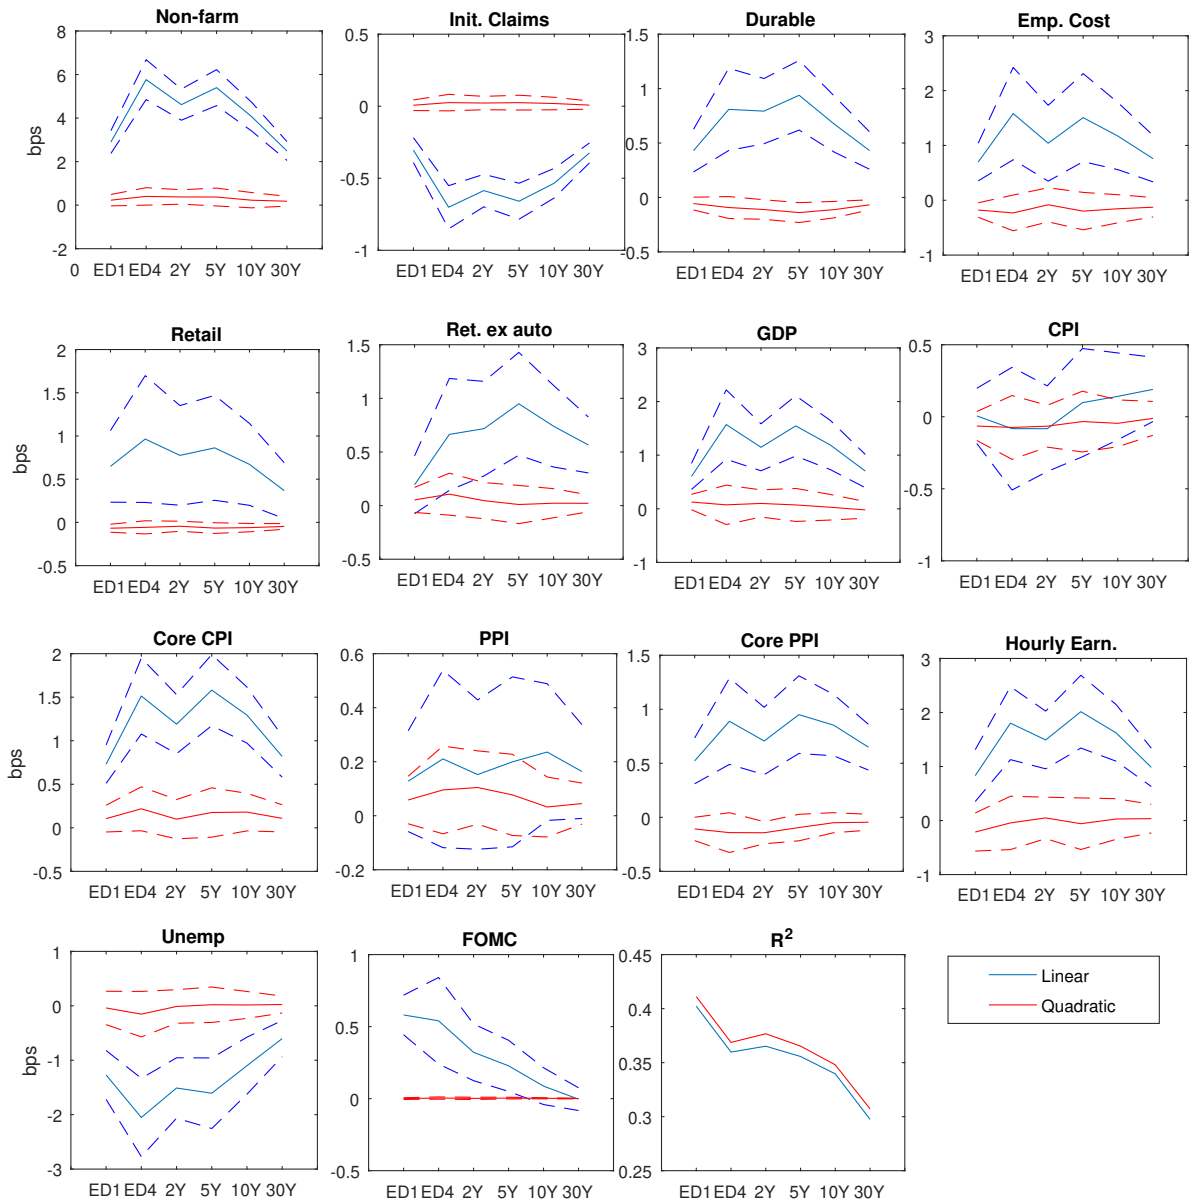 Non-farm
Init. Claims
Durable
Emp. Cost
8
6
4
2
0
-2
bps
0 ED1 ED4 2Y 5Y 10Y 30Y
0.5
0
-0.5
-1
ED1 ED4 2Y 5Y 10Y 30Y
1.5
1
0.5
0
-0.5
ED1 ED4 2Y 5Y 10Y 30Y
3
2
1
0
-1
ED1 ED4 2Y 5Y 10Y 30Y
Retail
Ret. ex auto
GDP
CPI
2
1.5
1
0.5
0
-0.5
bps
ED1 ED4 2Y 5Y 10Y 30Y
1.5
1
0.5
0
-0.5
ED1 ED4 2Y 5Y 10Y 30Y
3
2
1
0
-1
ED1 ED4 2Y 5Y 10Y 30Y
0.5
0
-0.5
-1
ED1 ED4 2Y 5Y 10Y 30Y
Core CPI
PPI
Core PPI
Hourly Earn.
2
1.5
1
0.5
0
-0.5
bps
ED1 ED4 2Y 5Y 10Y 30Y
0.6
0.4
0.2
0
-0.2
ED1 ED4 2Y 5Y 10Y 30Y
1.5
1
0.5
0
-0.5
ED1 ED4 2Y 5Y 10Y 30Y
3
2
1
0
-1
ED1 ED4 2Y 5Y 10Y 30Y
Unemp
FOMC
R²
1
0
-1
-2
-3
bps
ED1 ED4 2Y 5Y 10Y 30Y
1
0.5
0
-0.5
ED1 ED4 2Y 5Y 10Y 30Y
0.45
0.4
0.35
0.3
0.25
ED1 ED4 2Y 5Y 10Y 30Y
Linear
Quadratic